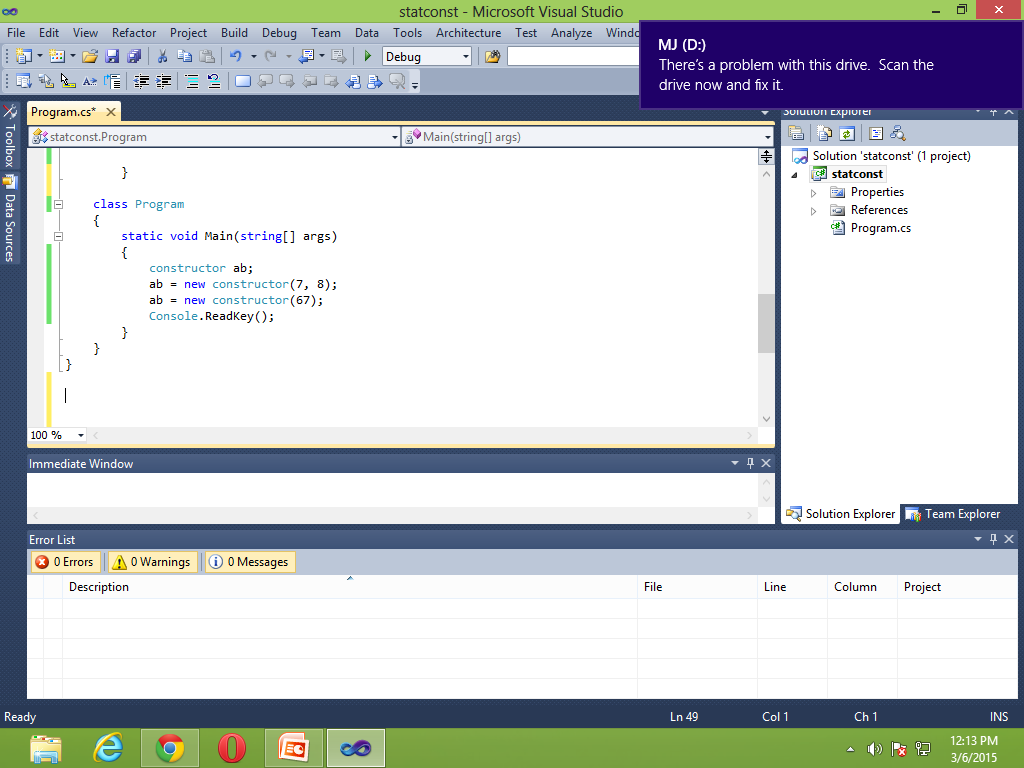 statconst - Microsoft Visual Studio
File Edit View Refactor Project Build Debug Team Data Tools Architecture Test Analyze Windo
MJ (D:)
There's a problem with this drive. Scan the
drive now and fix it.
Debug
Program.cs*
Toolbox
Data Sources
statconst.Program
Main(string[] args)
}
class Program
{
static void Main(string[] args)
{
constructor ab;
ab = new constructor(7, 8);
ab = new constructor(67);
Console.ReadKey();
}
}
}
100 %
Solution Explorer
Solution 'statconst' (1 project)
statconst
Properties
References
Program.cs
Solution Explorer
Team Explorer
Immediate Window
Error List
0 Errors
0 Warnings
0 Messages
Description File Line Column Project
Ready Ln 49 Col 1 Ch 1 INS
12:13 PM
3/6/2015